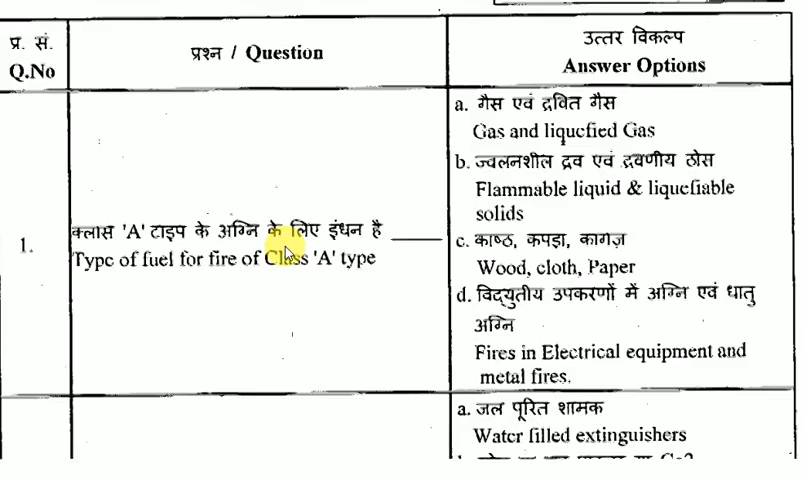 प्र. सं.
Q.No
प्रश्न / Question
उत्तर विकल्प
Answer Options
1.
क्लास 'A' टाइप के अग्नि के लिए इंधन है ______
Type of fuel for fire of Class 'A' type
a. गैस एवं द्रवित गैस
Gas and liquefied Gas
b. ज्वलनशील द्रव एवं द्रवणीय ठोस
Flammable liquid & liquefiable
solids
c. काष्ठ, कपड़ा, कागज़
Wood, cloth, Paper
d. विद्युतीय उपकरणों में अग्नि एवं धातु
अग्नि
Fires in Electrical equipment and
metal fires.
a. जल पूरित शामक
Water filled extinguishers